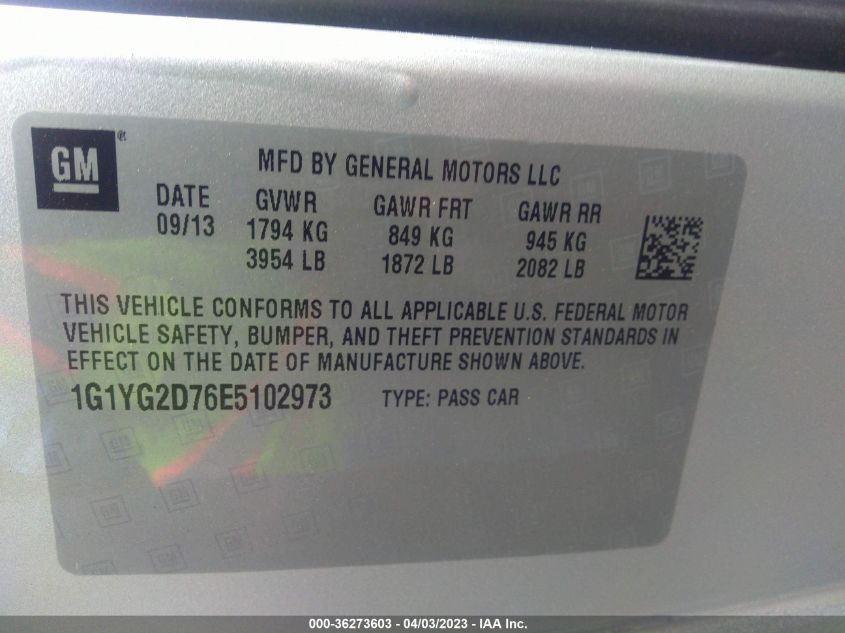 GM®
MFD BY GENERAL MOTORS LLC
DATE GVWR GAWR FRT GAWR RR
09/13 1794 KG 849 KG 945 KG
3954 LB 1872 LB 2082 LB
THIS VEHICLE CONFORMS TO ALL APPLICABLE U.S. FEDERAL MOTOR
VEHICLE SAFETY, BUMPER, AND THEFT PREVENTION STANDARDS IN
EFFECT ON THE DATE OF MANUFACTURE SHOWN ABOVE.
1G1YG2D76E5102973 TYPE: PASS CAR
000-36273603 - 04/03/2023 - IAA Inc.